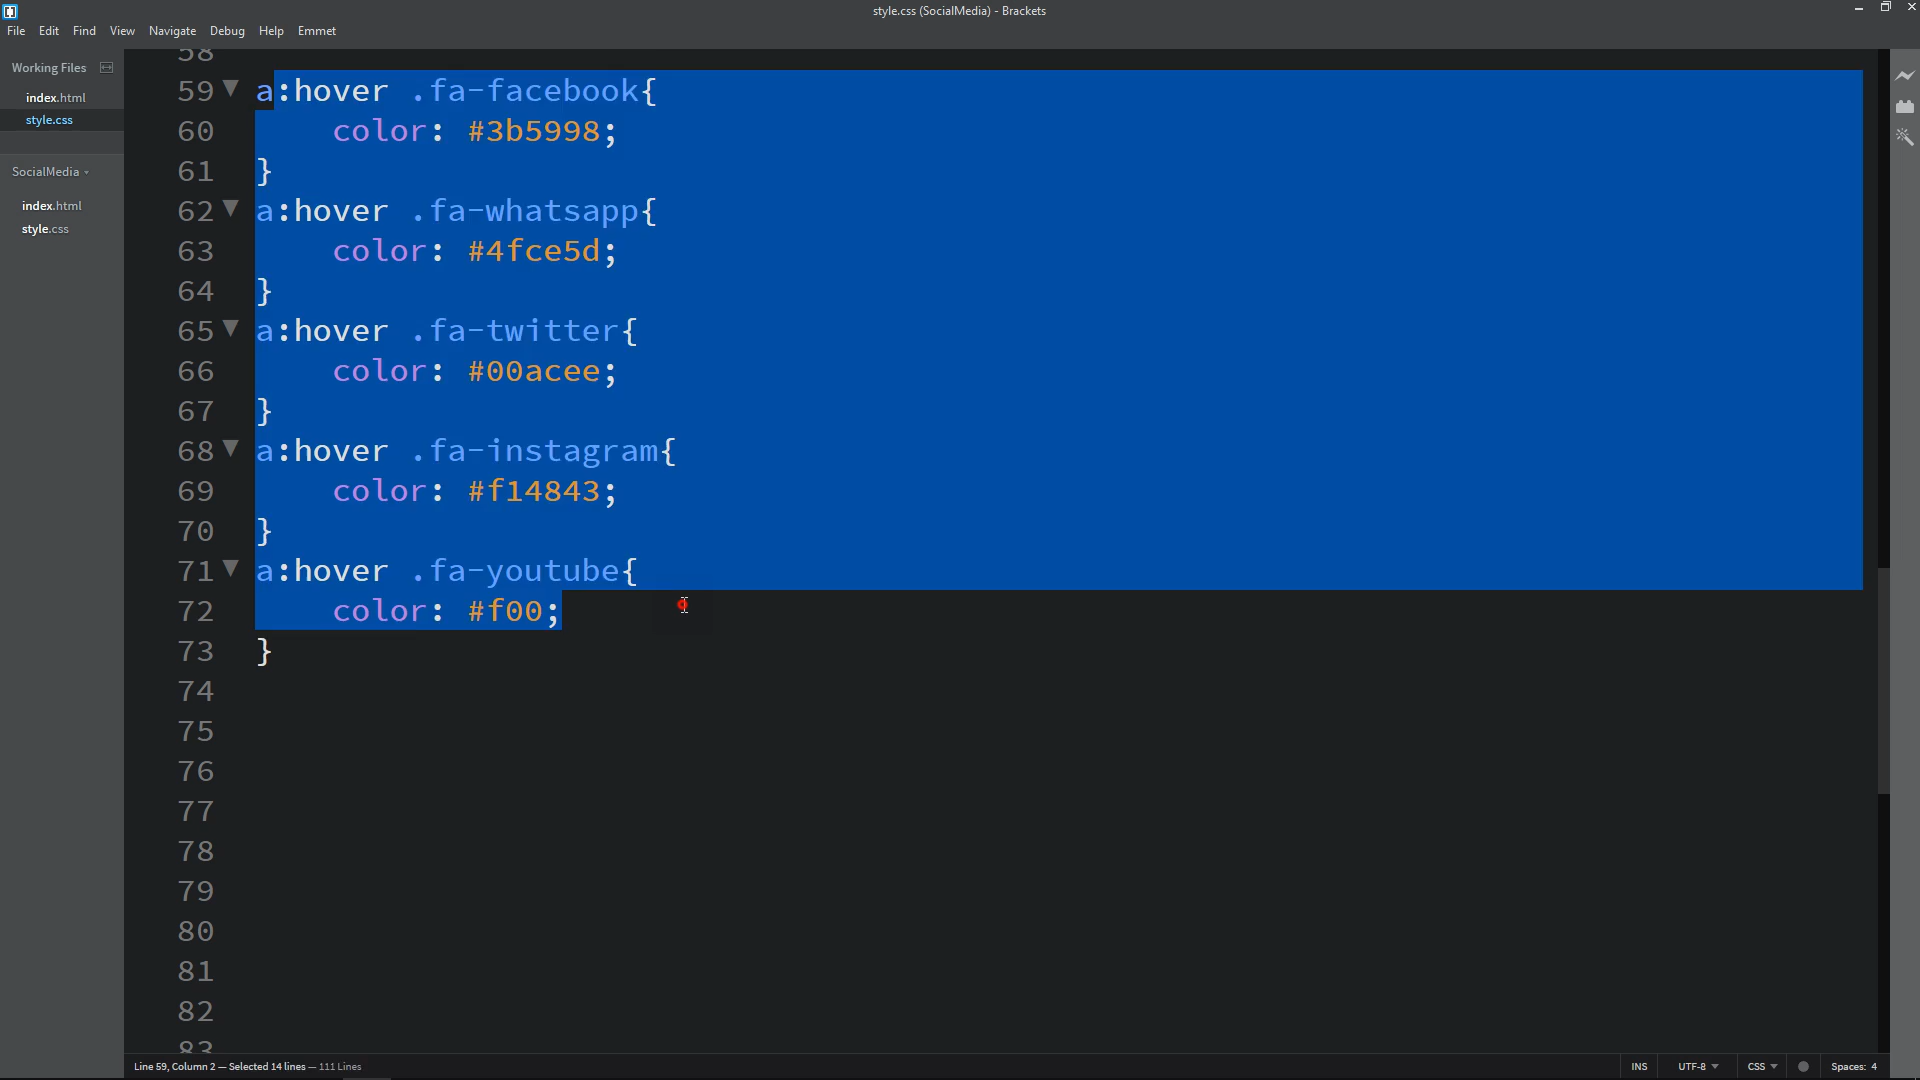 style.css (SocialMedia) - Brackets
File Edit Find View Navigate Debug Help Emmet
Working Files
index.html
style.css
SocialMedia
index.html
style.css
58
59 a:hover .fa-facebook{
60     color: #3b5998;
61 }
62 a:hover .fa-whatsapp{
63     color: #4fce5d;
64 }
65 a:hover .fa-twitter{
66     color: #00acee;
67 }
68 a:hover .fa-instagram{
69     color: #f14843;
70 }
71 a:hover .fa-youtube{
72     color: #f00;
73 }
74
75
76
77
78
79
80
81
82
83
Line 59, Column 2 — Selected 14 lines — 111 Lines
INS UTF-8 CSS Spaces: 4